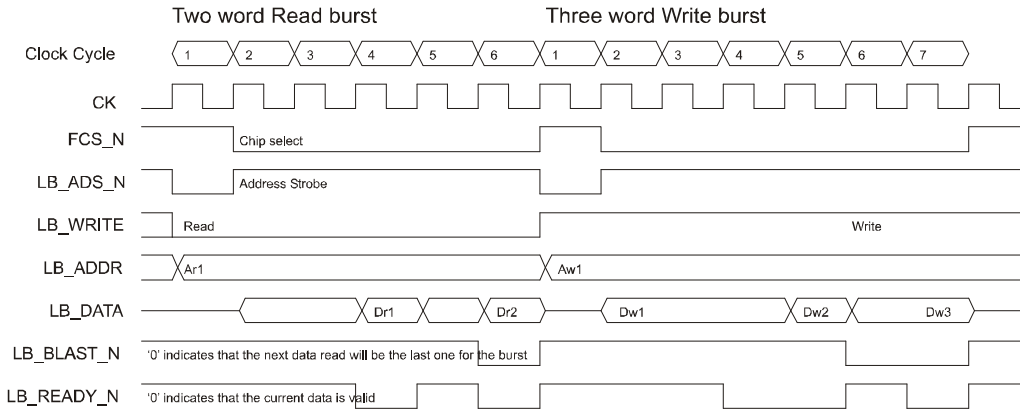 Two word Read burst Three word Write burst
Clock Cycle 1 2 3 4 5 6 1 2 3 4 5 6 7
CK
FCS_N Chip select
LB_ADS_N Address Strobe
LB_WRITE Read Write
LB_ADDR Ar1 Aw1
LB_DATA Dr1 Dr2 Dw1 Dw2 Dw3
LB_BLAST_N '0' indicates that the next data read will be the last one for the burst
LB_READY_N '0' indicates that the current data is valid